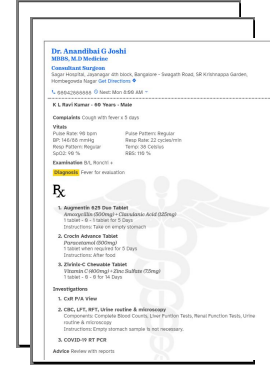 Dr. Anandibai G Joshi
MBBS, M.D Medicine
Consultant Surgeon
Sagar Hospital, Jayanagar 4th block, Bangalore - Swagath Road, SR Krishnappa Garden,
Hombegowda Nagar Get Directions
88942666666 Next: Mon 8:00 AM
K L Ravi Kumar - 60 Years - Male
Complaints Cough with fever x 5 days
Vitals
Pulse Rate: 90 bpm Pulse Pattern: Regular
BP: 146/88 mmHg Resp Rate: 22 cycles/min
Resp Pattern: Regular Temp: 38 Celsius
SpO2: 98 % RBS: 110 %
Examination B/L Ronchi +
Diagnosis Fever for evaluation
Rx
1. Augmentin 625 Duo Tablet
Amoxycillin (500mg) + Clavulanic Acid (125mg)
1 tablet - 0 - 1 tablet for 5 Days
Instructions: Take on empty stomach
2. Crocin Advance Tablet
Paracetamol (500mg)
1 tablet when required for 5 Days
Instructions: After food
3. Zivinix-C Chewable Tablet
Vitamin C (400mg) + Zinc Sulfate (7.5mg)
1 tablet - 0 - 0 for 14 Days
Investigations
1. CxR P/A View
2. CBC, LFT, RFT, Urine routine & microscopy
Components: Complete Blood Counts, Liver Funtion Tests, Renal Function Tests, Urine
routine & microscopy
Instructions: Empty stomach sample is not necessary.
3. COVID-19 RT PCR
Advice Review with reports